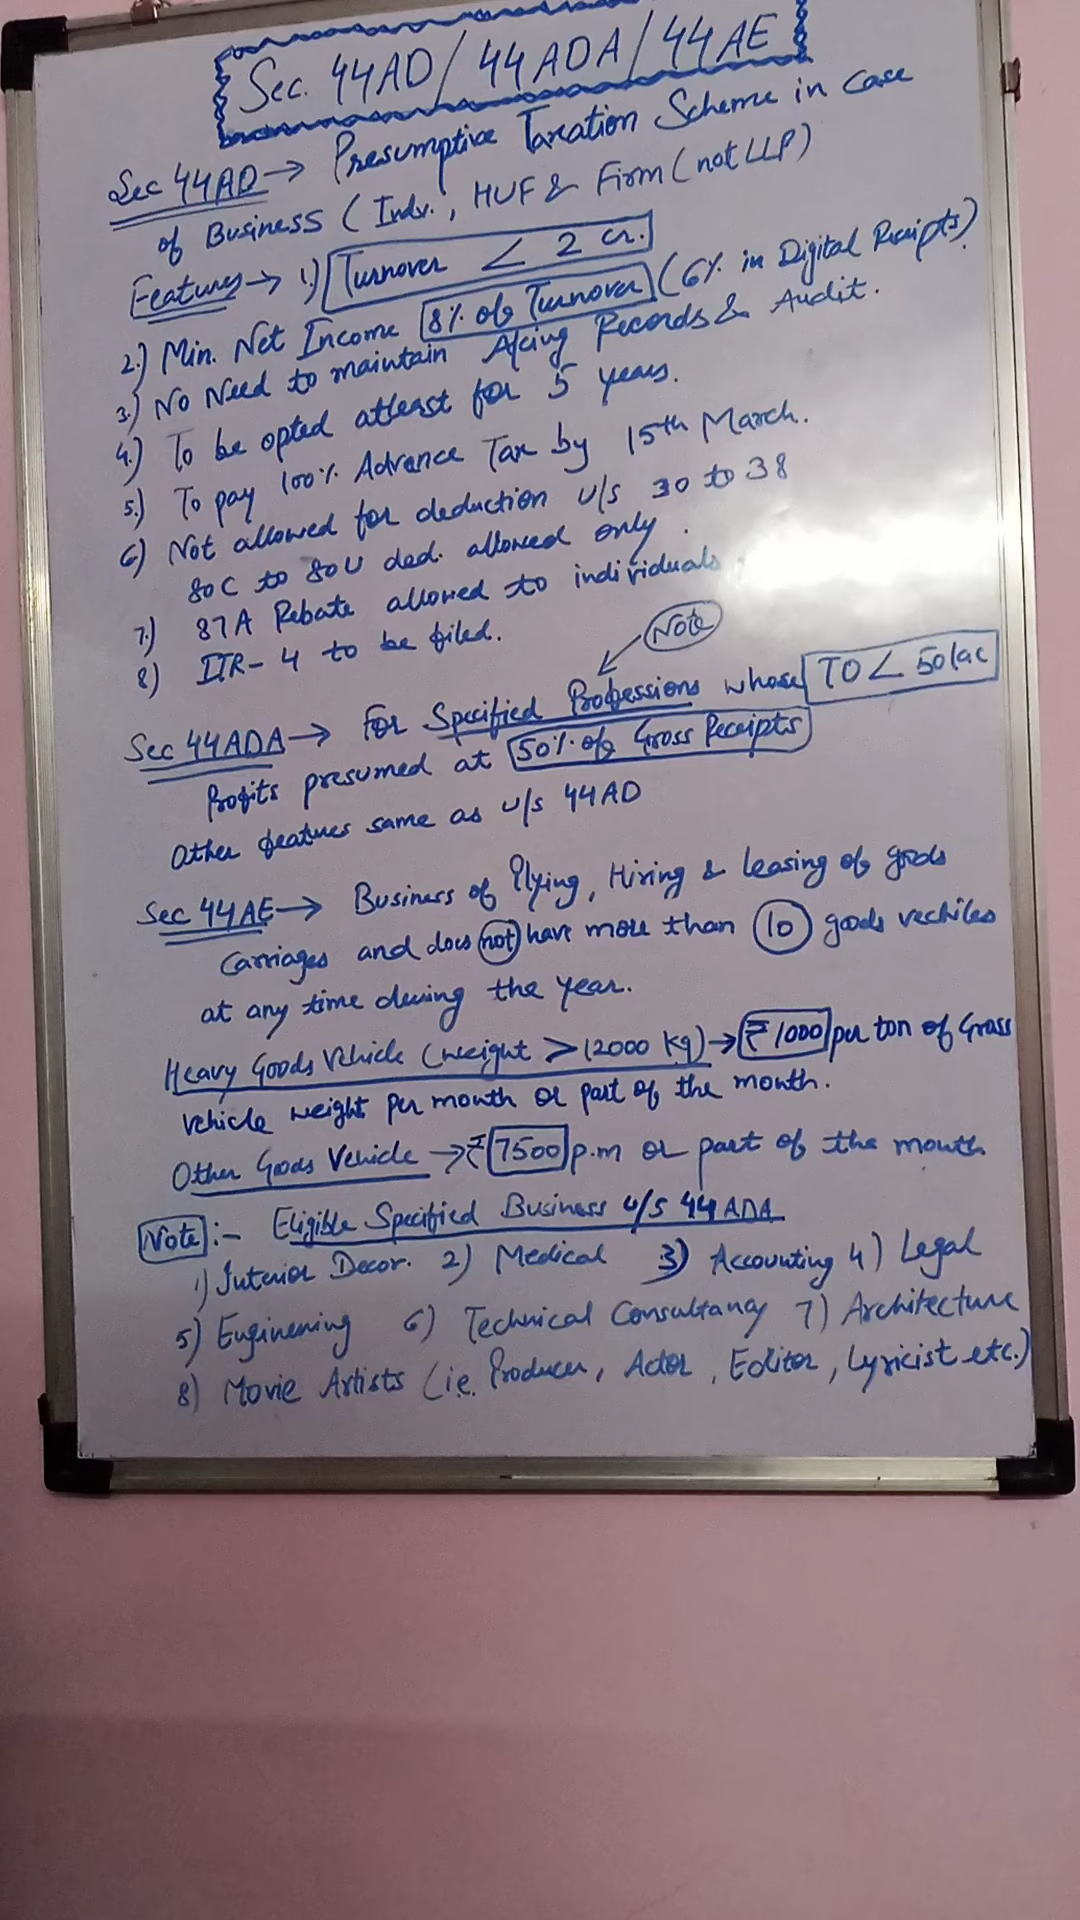 Sec. 44AD/44ADA/44AE
Sec 44AD → Presumptive Taxation Scheme in case
of Business (Indv., HUF & Firm (not LLP)
Features → 1) Turnover < 2 cr.
2.) Min. Net Income 8% of Turnover (6% in Digital Receipts)
3.) No Need to maintain A/cing Records & Audit.
4.) To be opted atleast for 5 years.
5.) To pay 100% Advance Tax by 15th March.
6) Not allowed for deduction u/s 30 to 38
80C to 80U ded. allowed only.
7.) 87A Rebate allowed to individuals
8) ITR-4 to be filed.
Note
Sec 44ADA → For Specified Professions whose TO < 50lac
Profits presumed at 50% of Gross Receipts
Other features same as u/s 44AD
Sec 44AE → Business of Plying, Hiring & leasing of goods
Carriages and does not have more than 10 goods vechiles
at any time during the year.
Heavy Goods Vehicle (weight > 12000 kg) → ₹1000 per ton of Gross
vehicle weight per month or part of the month.
Other Goods Vehicle → ₹ 7500 p.m or part of the month
Note :- Eligible Specified Business u/s 44ADA
1) Interior Decor. 2) Medical 3) Accounting 4) Legal
5) Enginering 6) Technical Consultancy 7) Architecture
8) Movie Artists (i.e. Producer, Actor, Editor, Lyricist etc.)